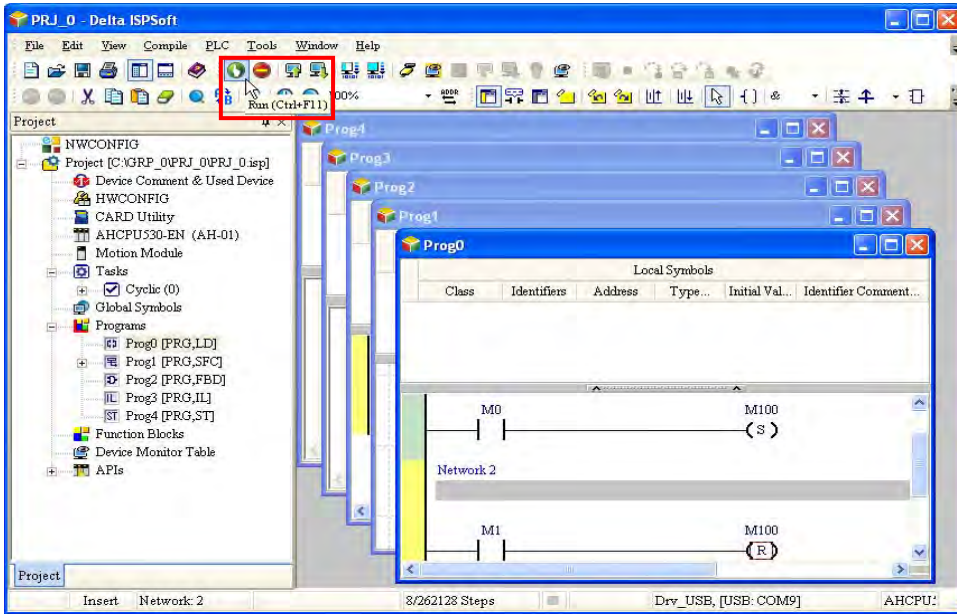 PRJ_0 - Delta ISPSoft
File Edit View Compile PLC Tools Window Help
100%
Run (Ctrl+F11)
Project
NWCONFIG
Project [C:\GRP_0\PRJ_0\PRJ_0.isp]
Device Comment & Used Device
HWCONFIG
CARD Utility
AHCPU530-EN (AH-01)
Motion Module
Tasks
Cyclic (0)
Global Symbols
Programs
Prog0 [PRG,LD]
Prog1 [PRG,SFC]
Prog2 [PRG,FBD]
Prog3 [PRG,IL]
Prog4 [PRG,ST]
Function Blocks
Device Monitor Table
APIs
Project
Prog4
Prog3
Prog2
Prog1
Prog0
Local Symbols
Class Identifiers Address Type... Initial Val... Identifier Comment...
M0 M100
S
Network 2
M1 M100
R
Insert Network: 2 8/262128 Steps Drv_USB, [USB: COM9]